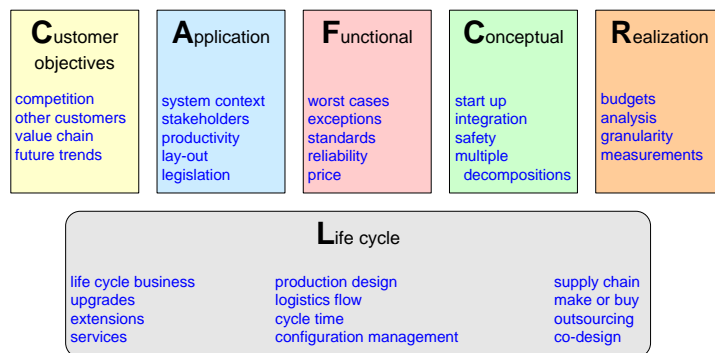 Customer
objectives
competition
other customers
value chain
future trends
Application
system context
stakeholders
productivity
lay-out
legislation
Functional
worst cases
exceptions
standards
reliability
price
Conceptual
start up
integration
safety
multiple
decompositions
Realization
budgets
analysis
granularity
measurements
Life cycle
life cycle business
upgrades
extensions
services
production design
logistics flow
cycle time
configuration management
supply chain
make or buy
outsourcing
co-design